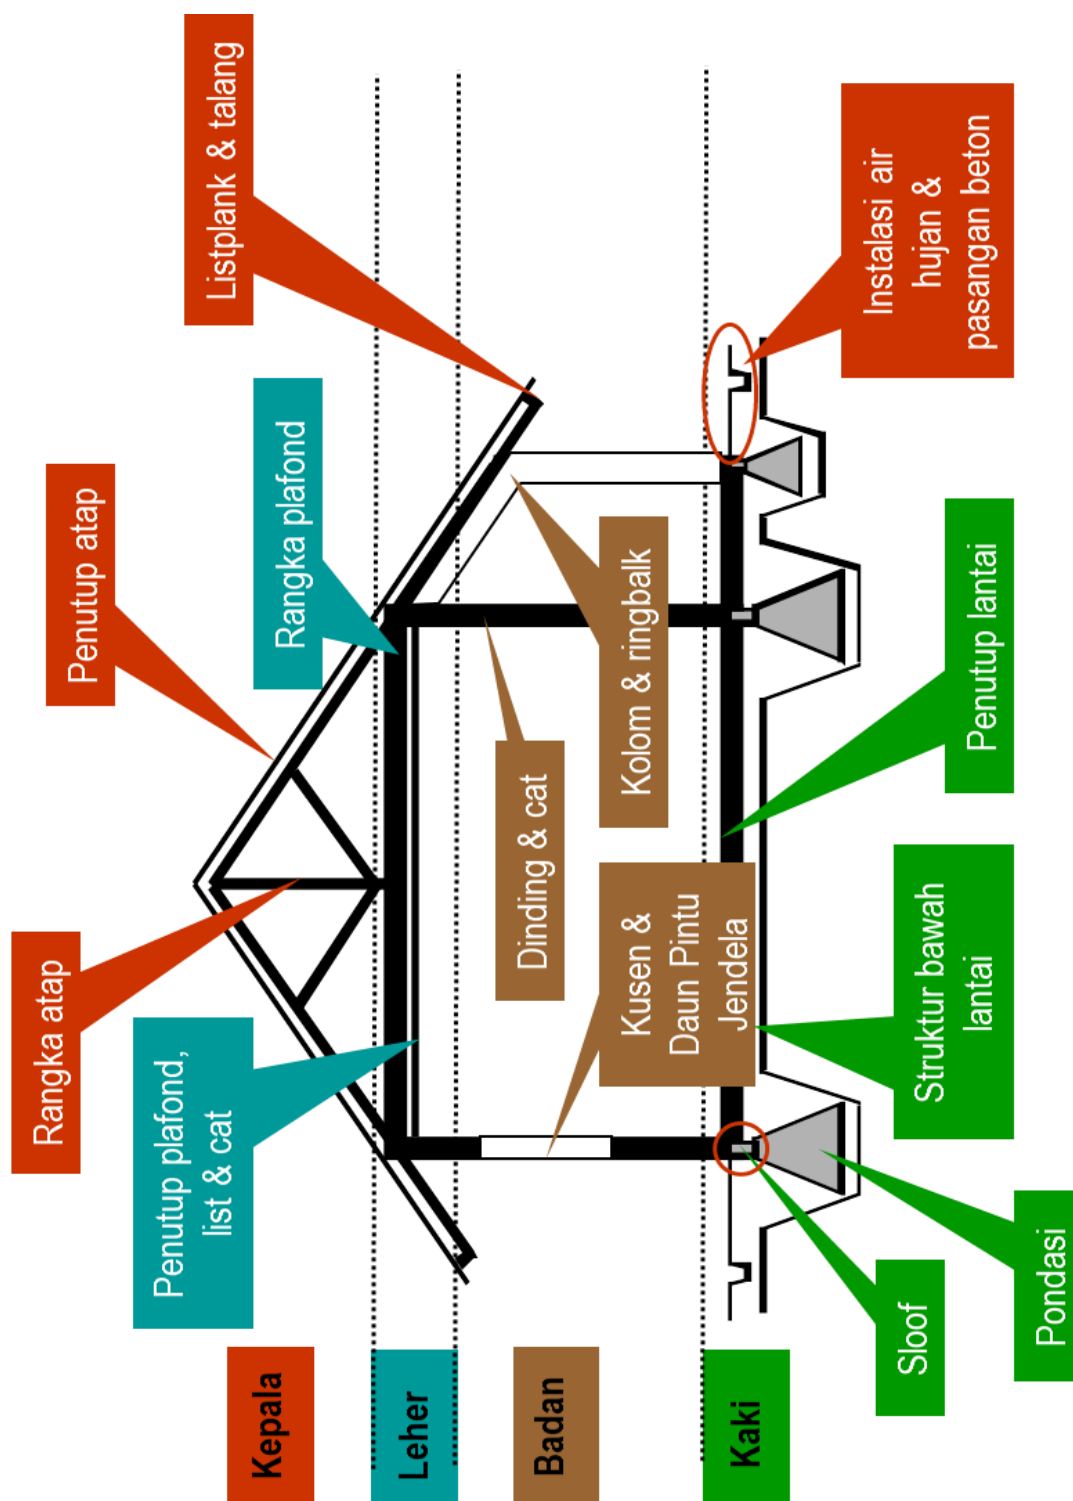 Rangka atap
Penutup atap
Penutup plafond,
list & cat
Listplank & talang
Kepala
Rangka plafond
Leher
Dinding & cat
Badan
Kusen &
Daun Pintu
Jendela
Kolom & ringbalk
Kaki
Instalasi air
hujan &
pasangan beton
Sloof
Struktur bawah
lantai
Penutup lantai
Pondasi